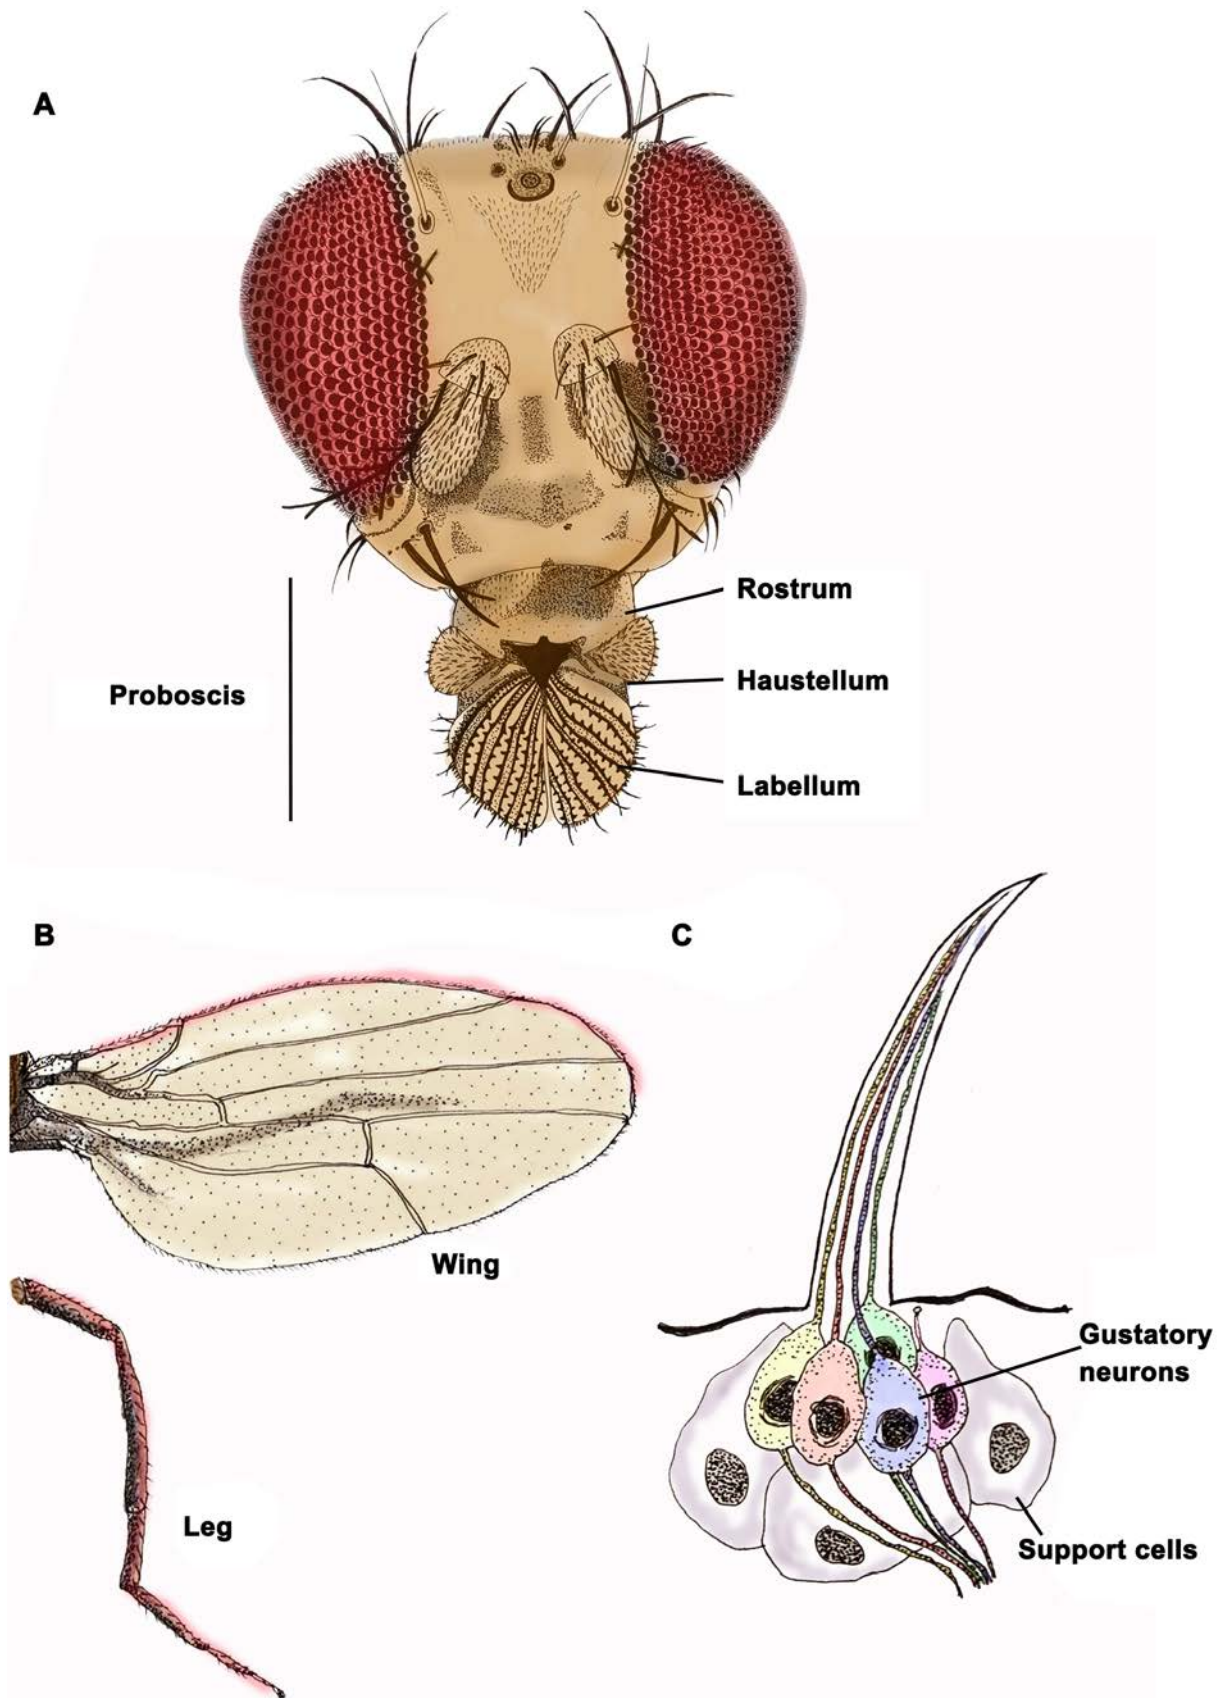 A
Rostrum
Proboscis
Haustellum
Labellum
B
C
Wing
Gustatory
neurons
Leg
Support cells